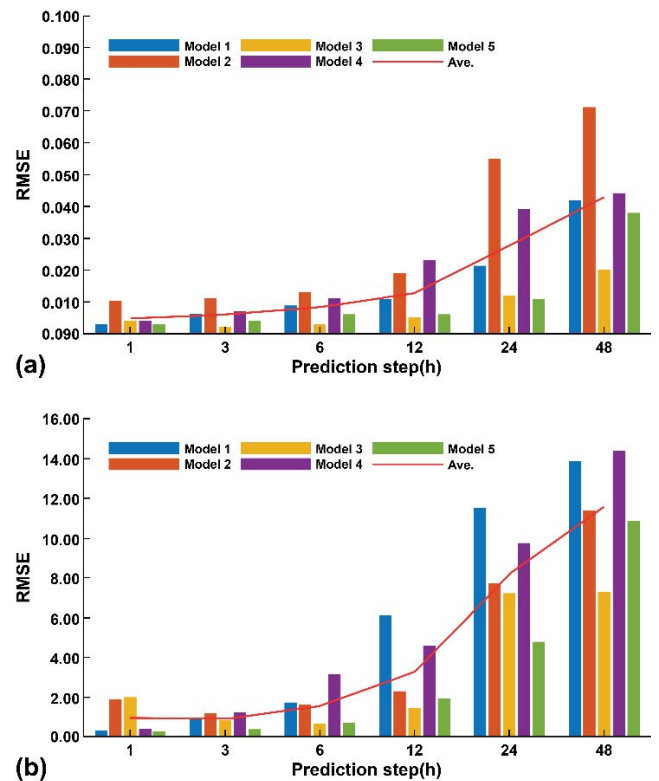 0.100
0.090
0.080
0.070
0.060
0.050
0.040
0.030
0.020
0.010
0.090
RMSE
Model 1 Model 3 Model 5
Model 2 Model 4 Ave.
1 3 6 12 24 48
Prediction step(h)
(a)
16.00
14.00
12.00
10.00
8.00
6.00
4.00
2.00
0.00
RMSE
Model 1 Model 3 Model 5
Model 2 Model 4 Ave.
1 3 6 12 24 48
Prediction step(h)
(b)